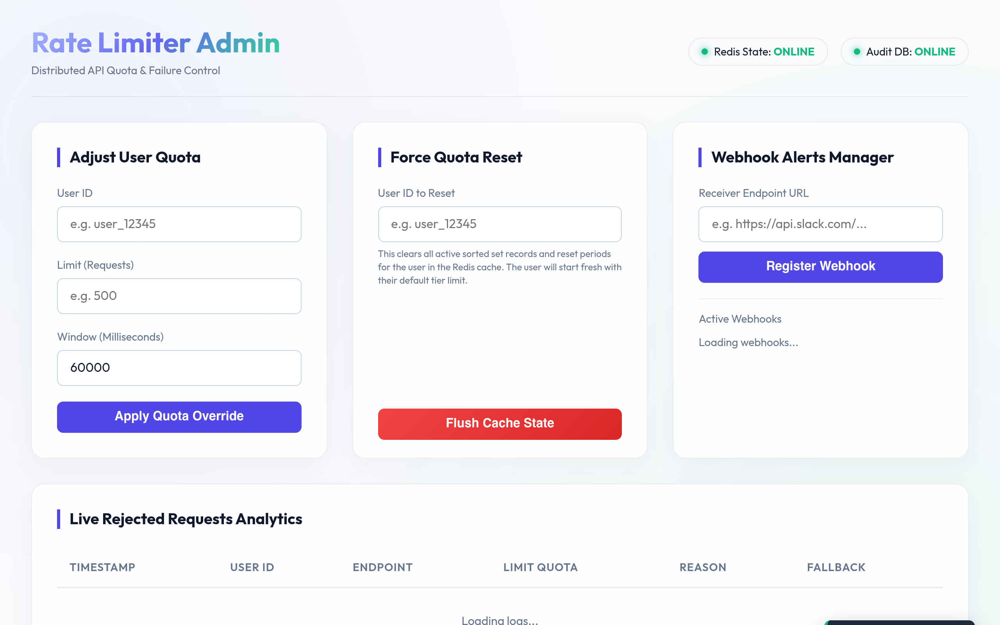 Rate Limiter Admin
Distributed API Quota & Failure Control
Redis State: ONLINE
Audit DB: ONLINE
Adjust User Quota
User ID
e.g. user_12345
Limit (Requests)
e.g. 500
Window (Milliseconds)
60000
Apply Quota Override
Force Quota Reset
User ID to Reset
e.g. user_12345
This clears all active sorted set records and reset periods
for the user in the Redis cache. The user will start fresh with
their default tier limit.
Flush Cache State
Webhook Alerts Manager
Receiver Endpoint URL
e.g. https://api.slack.com/...
Register Webhook
Active Webhooks
Loading webhooks...
Live Rejected Requests Analytics
TIMESTAMP USER ID ENDPOINT LIMIT QUOTA REASON FALLBACK
Loading logs...